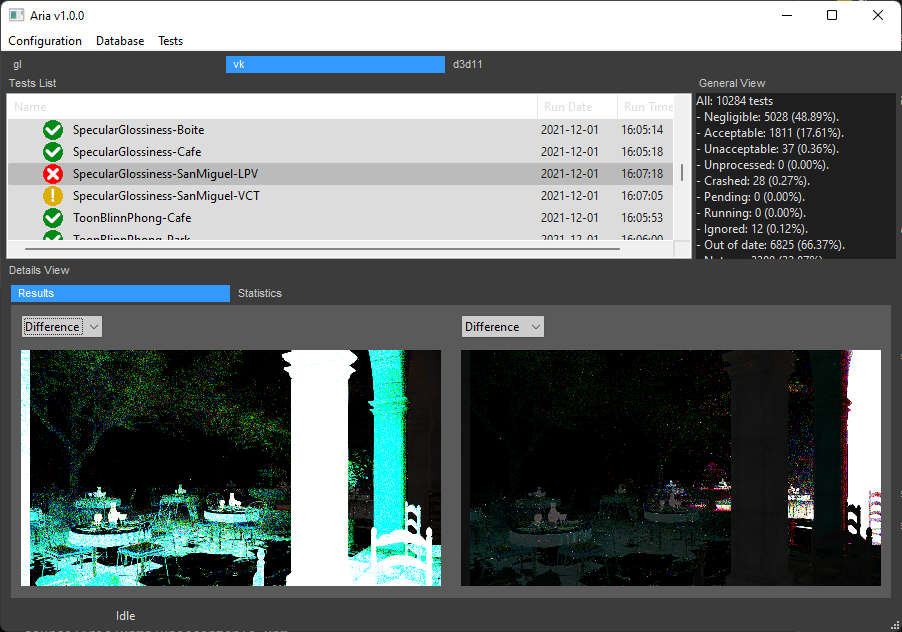 Aria v1.0.0
Configuration Database Tests
gl vk d3d11
Tests List
Name Run Date Run Time
SpecularGlossiness-Boite 2021-12-01 16:05:14
SpecularGlossiness-Cafe 2021-12-01 16:05:18
SpecularGlossiness-SanMiguel-LPV 2021-12-01 16:07:18
SpecularGlossiness-SanMiguel-VCT 2021-12-01 16:07:05
ToonBlinnPhong-Cafe 2021-12-01 16:05:53
ToonBlinnPhong-Park 2021-12-01 16:06:00
General View
All: 10284 tests
- Negligible: 5028 (48.89%).
- Acceptable: 1811 (17.61%).
- Unacceptable: 37 (0.36%).
- Unprocessed: 0 (0.00%).
- Crashed: 28 (0.27%).
- Pending: 0 (0.00%).
- Running: 0 (0.00%).
- Ignored: 12 (0.12%).
- Out of date: 6825 (66.37%).
Details View
Results Statistics
Difference Difference
Idle